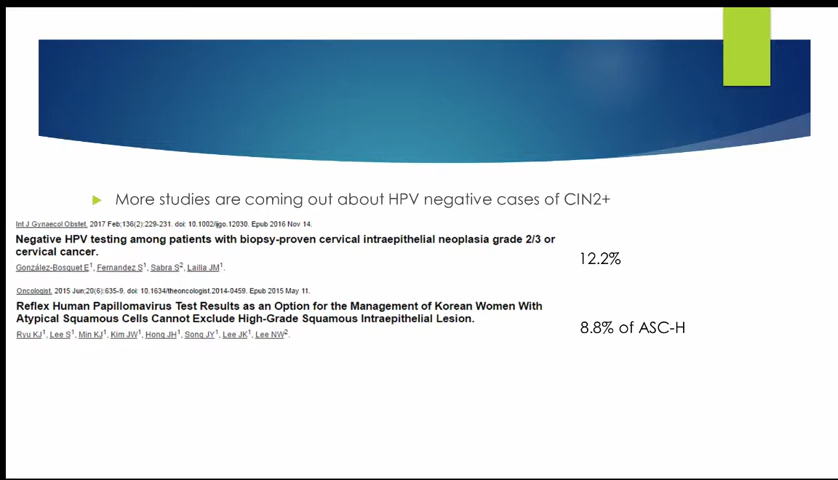 More studies are coming out about HPV negative cases of CIN2+
Int J Gynaecol Obstet. 2017 Feb;136(2):229-231. doi: 10.1002/ijgo.12030. Epub 2016 Nov 14.
Negative HPV testing among patients with biopsy-proven cervical intraepithelial neoplasia grade 2/3 or
cervical cancer.
González-Bosquet E1, Fernandez S1, Sabra S2, Lailla JM1.
12.2%
Oncologist. 2015 Jun;20(6):635-9. doi: 10.1634/theoncologist.2014-0459. Epub 2015 May 11.
Reflex Human Papillomavirus Test Results as an Option for the Management of Korean Women With
Atypical Squamous Cells Cannot Exclude High-Grade Squamous Intraepithelial Lesion.
Ryu KJ1, Lee S1, Min KJ1, Kim JW1, Hong JH1, Song JY1, Lee JK1, Lee NW2.
8.8% of ASC-H